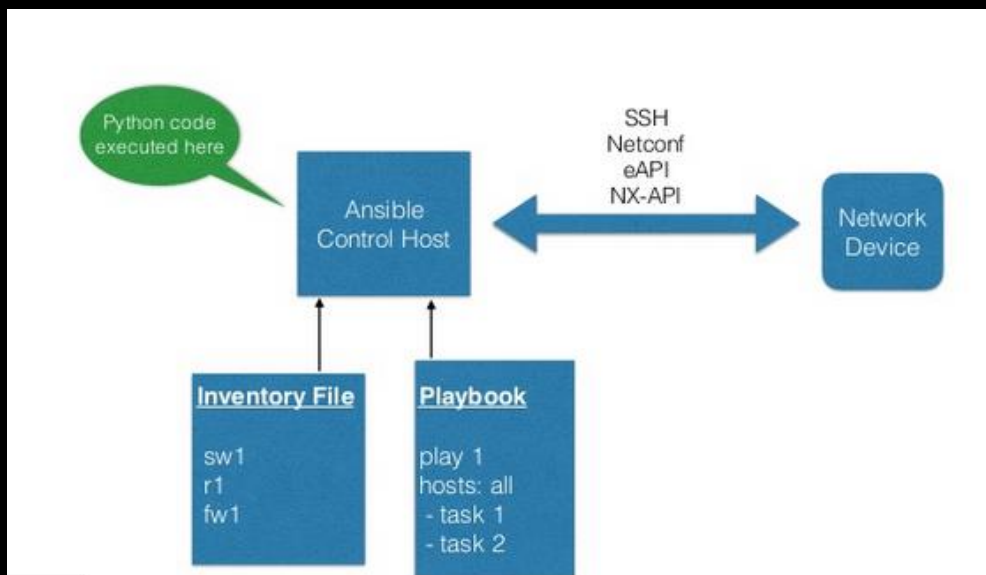 Python code
executed here
Ansible
Control Host
SSH
Netconf
eAPI
NX-API
Network
Device
Inventory File
sw1
r1
fw1
Playbook
play 1
hosts: all
- task 1
- task 2